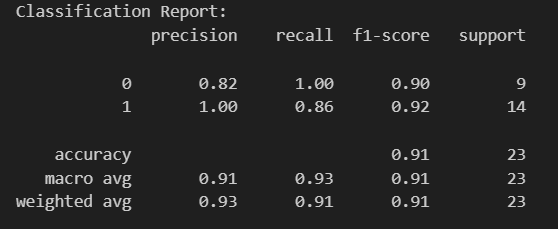 Classification Report:
precision recall f1-score support
0 0.82 1.00 0.90 9
1 1.00 0.86 0.92 14
accuracy 0.91 23
macro avg 0.91 0.93 0.91 23
weighted avg 0.93 0.91 0.91 23